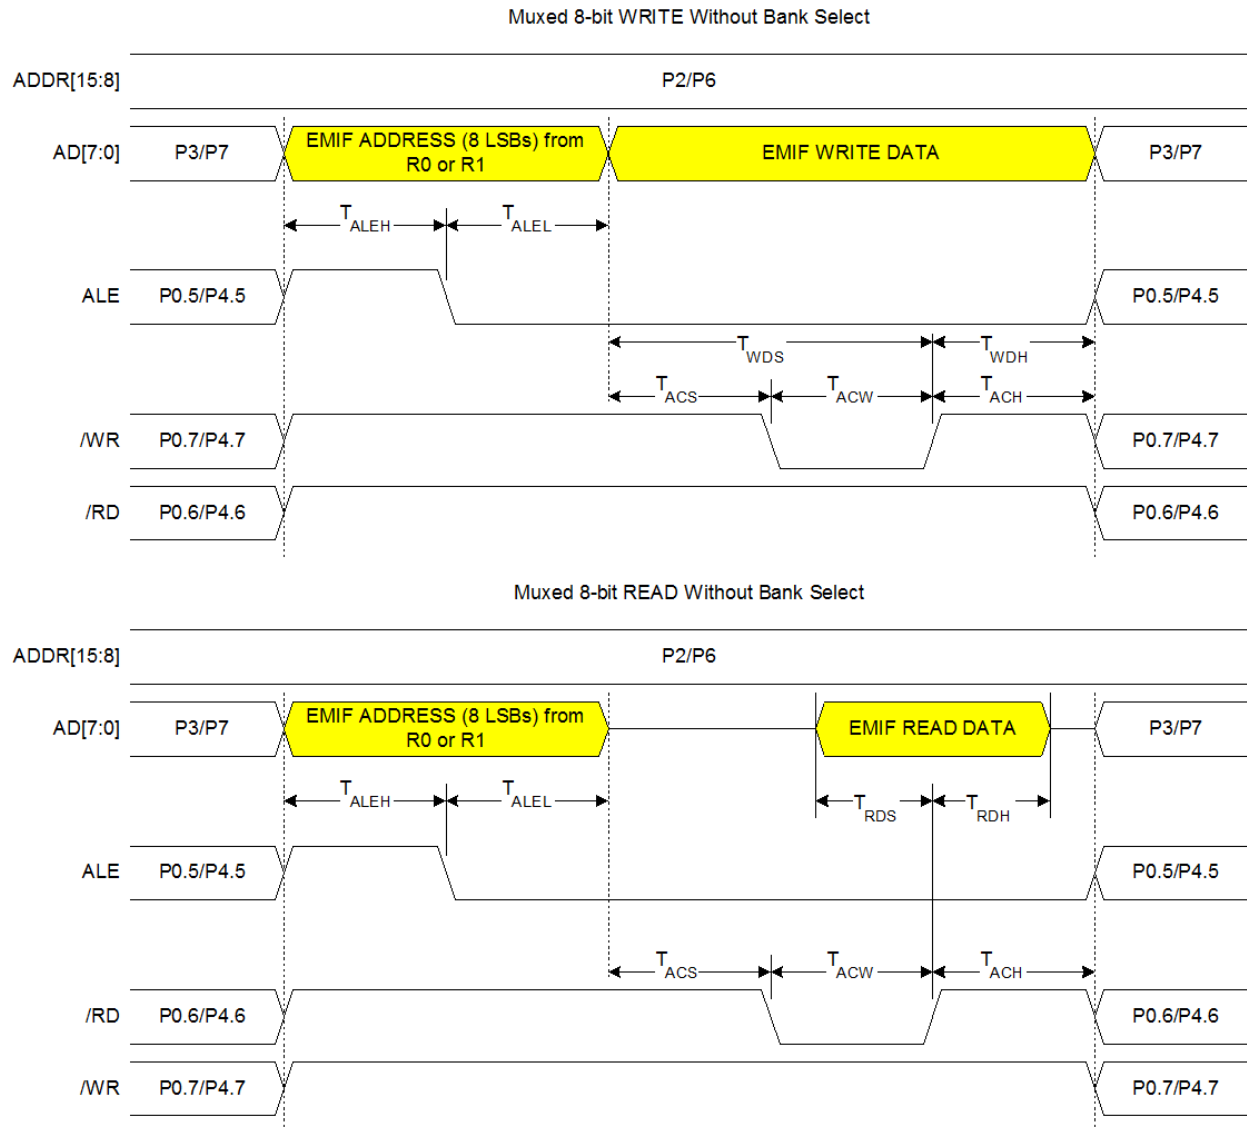 Muxed 8-bit WRITE Without Bank Select
ADDR[15:8] P2/P6
AD[7:0] P3/P7 EMIF ADDRESS (8 LSBs) from R0 or R1 EMIF WRITE DATA P3/P7
TALEH TALEL
ALE P0.5/P4.5 P0.5/P4.5
TWDS TWDH
TACS TACW TACH
/WR P0.7/P4.7 P0.7/P4.7
/RD P0.6/P4.6 P0.6/P4.6
Muxed 8-bit READ Without Bank Select
ADDR[15:8] P2/P6
AD[7:0] P3/P7 EMIF ADDRESS (8 LSBs) from R0 or R1 EMIF READ DATA P3/P7
TALEH TALEL TRDS TRDH
ALE P0.5/P4.5 P0.5/P4.5
TACS TACW TACH
/RD P0.6/P4.6 P0.6/P4.6
/WR P0.7/P4.7 P0.7/P4.7